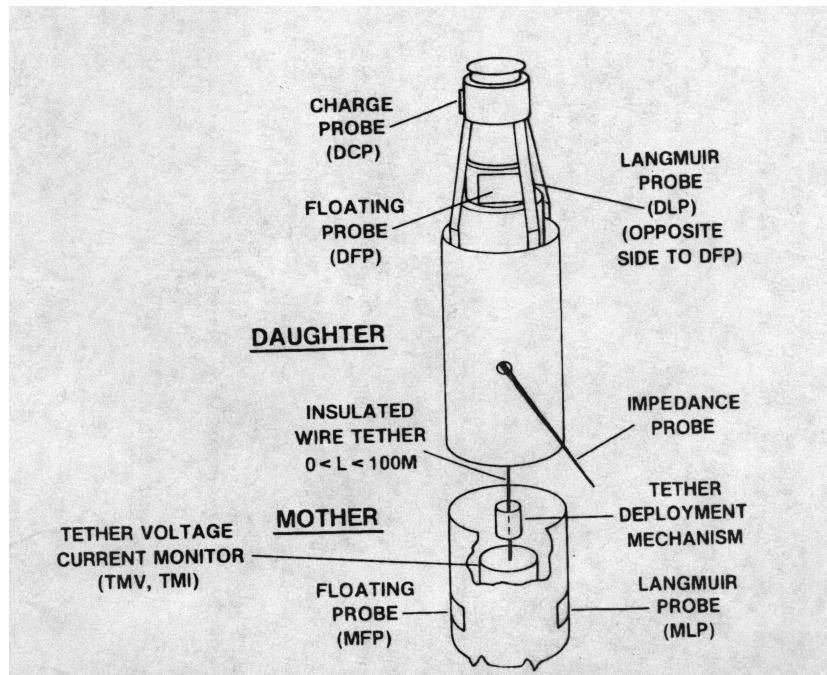 CHARGE
PROBE
(DCP)
LANGMUIR
PROBE
(DLP)
(OPPOSITE
SIDE TO DFP)
FLOATING
PROBE
(DFP)
DAUGHTER
INSULATED
WIRE TETHER
0 < L < 100M
IMPEDANCE
PROBE
MOTHER
TETHER
DEPLOYMENT
MECHANISM
TETHER VOLTAGE
CURRENT MONITOR
(TMV, TMI)
FLOATING
PROBE
(MFP)
LANGMUIR
PROBE
(MLP)